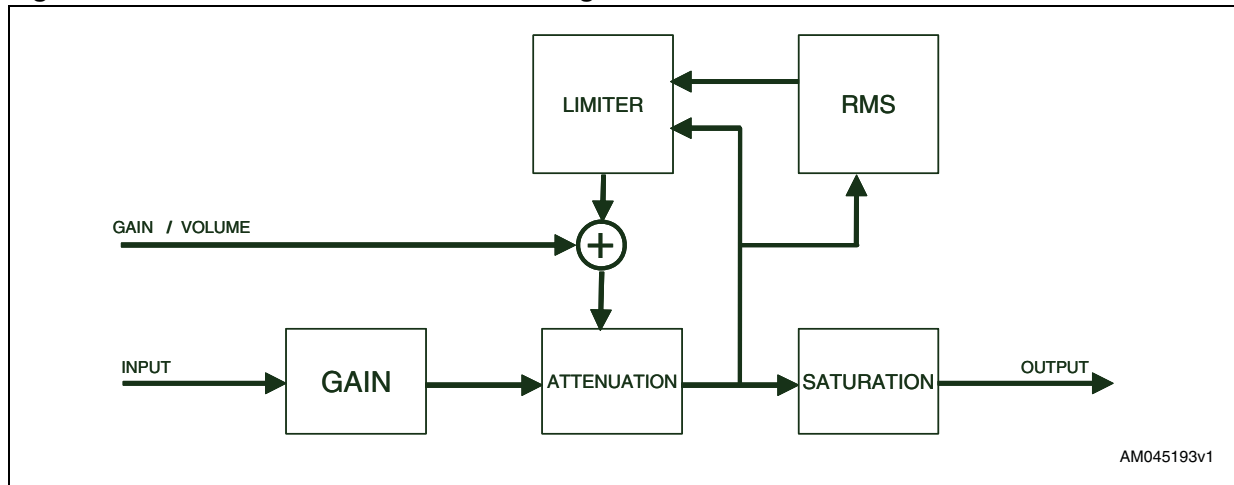 LIMITER
RMS
GAIN / VOLUME
+
INPUT
GAIN
ATTENUATION
SATURATION
OUTPUT
AM045193v1